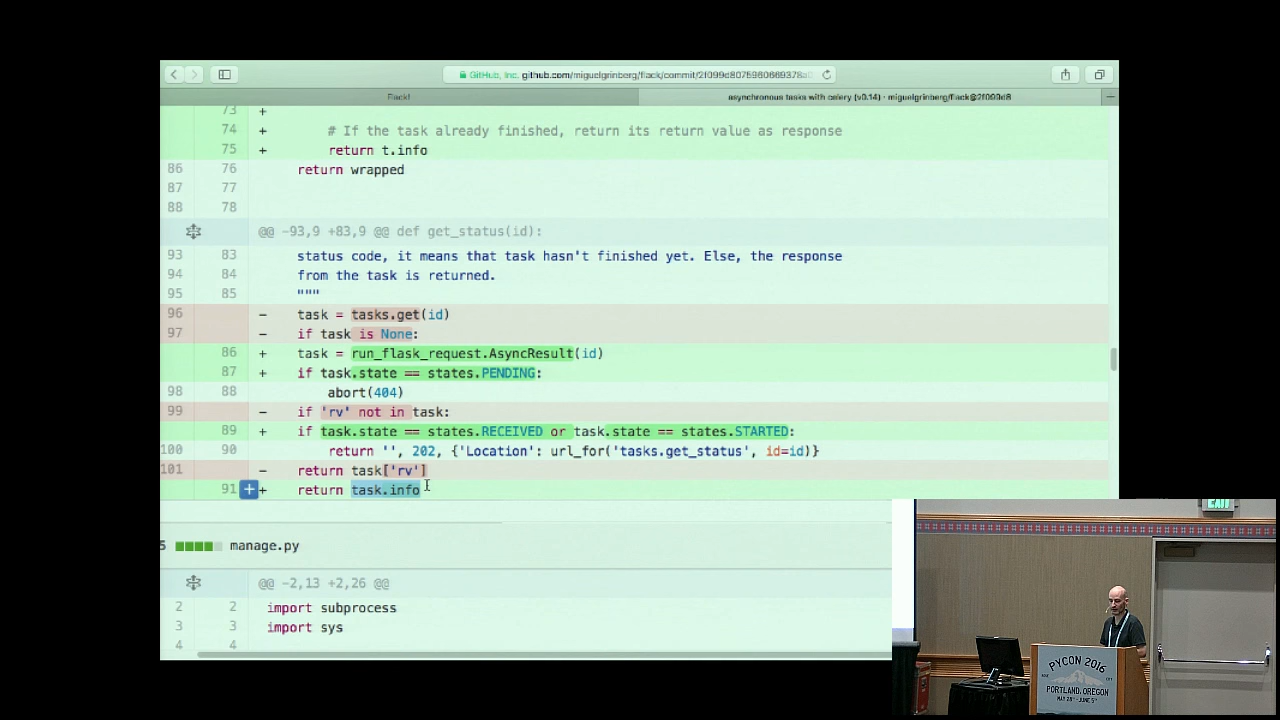 GitHub, Inc. github.com/miguelgrinberg/flack/commit/2f099d8075960669378a
Flack!
asynchronous tasks with celery (v0.14) · miguelgrinberg/flack@2f099d8
73 +
74 + # If the task already finished, return its return value as response
75 + return t.info
86 76 return wrapped
87 77
88 78
@@ -93,9 +83,9 @@ def get_status(id):
93 83 status code, it means that task hasn't finished yet. Else, the response
94 84 from the task is returned.
95 85 """
96 - task = tasks.get(id)
97 - if task is None:
86 + task = run_flask_request.AsyncResult(id)
87 + if task.state == states.PENDING:
98 88 abort(404)
99 - if 'rv' not in task:
89 + if task.state == states.RECEIVED or task.state == states.STARTED:
100 90 return '', 202, {'Location': url_for('tasks.get_status', id=id)}
101 - return task['rv']
91 + + return task.info
manage.py
@@ -2,13 +2,26 @@
2 2 import subprocess
3 3 import sys
4 4
EXIT
PYCON 2016
PORTLAND, OREGON
MAY 28TH - JUNE 5TH